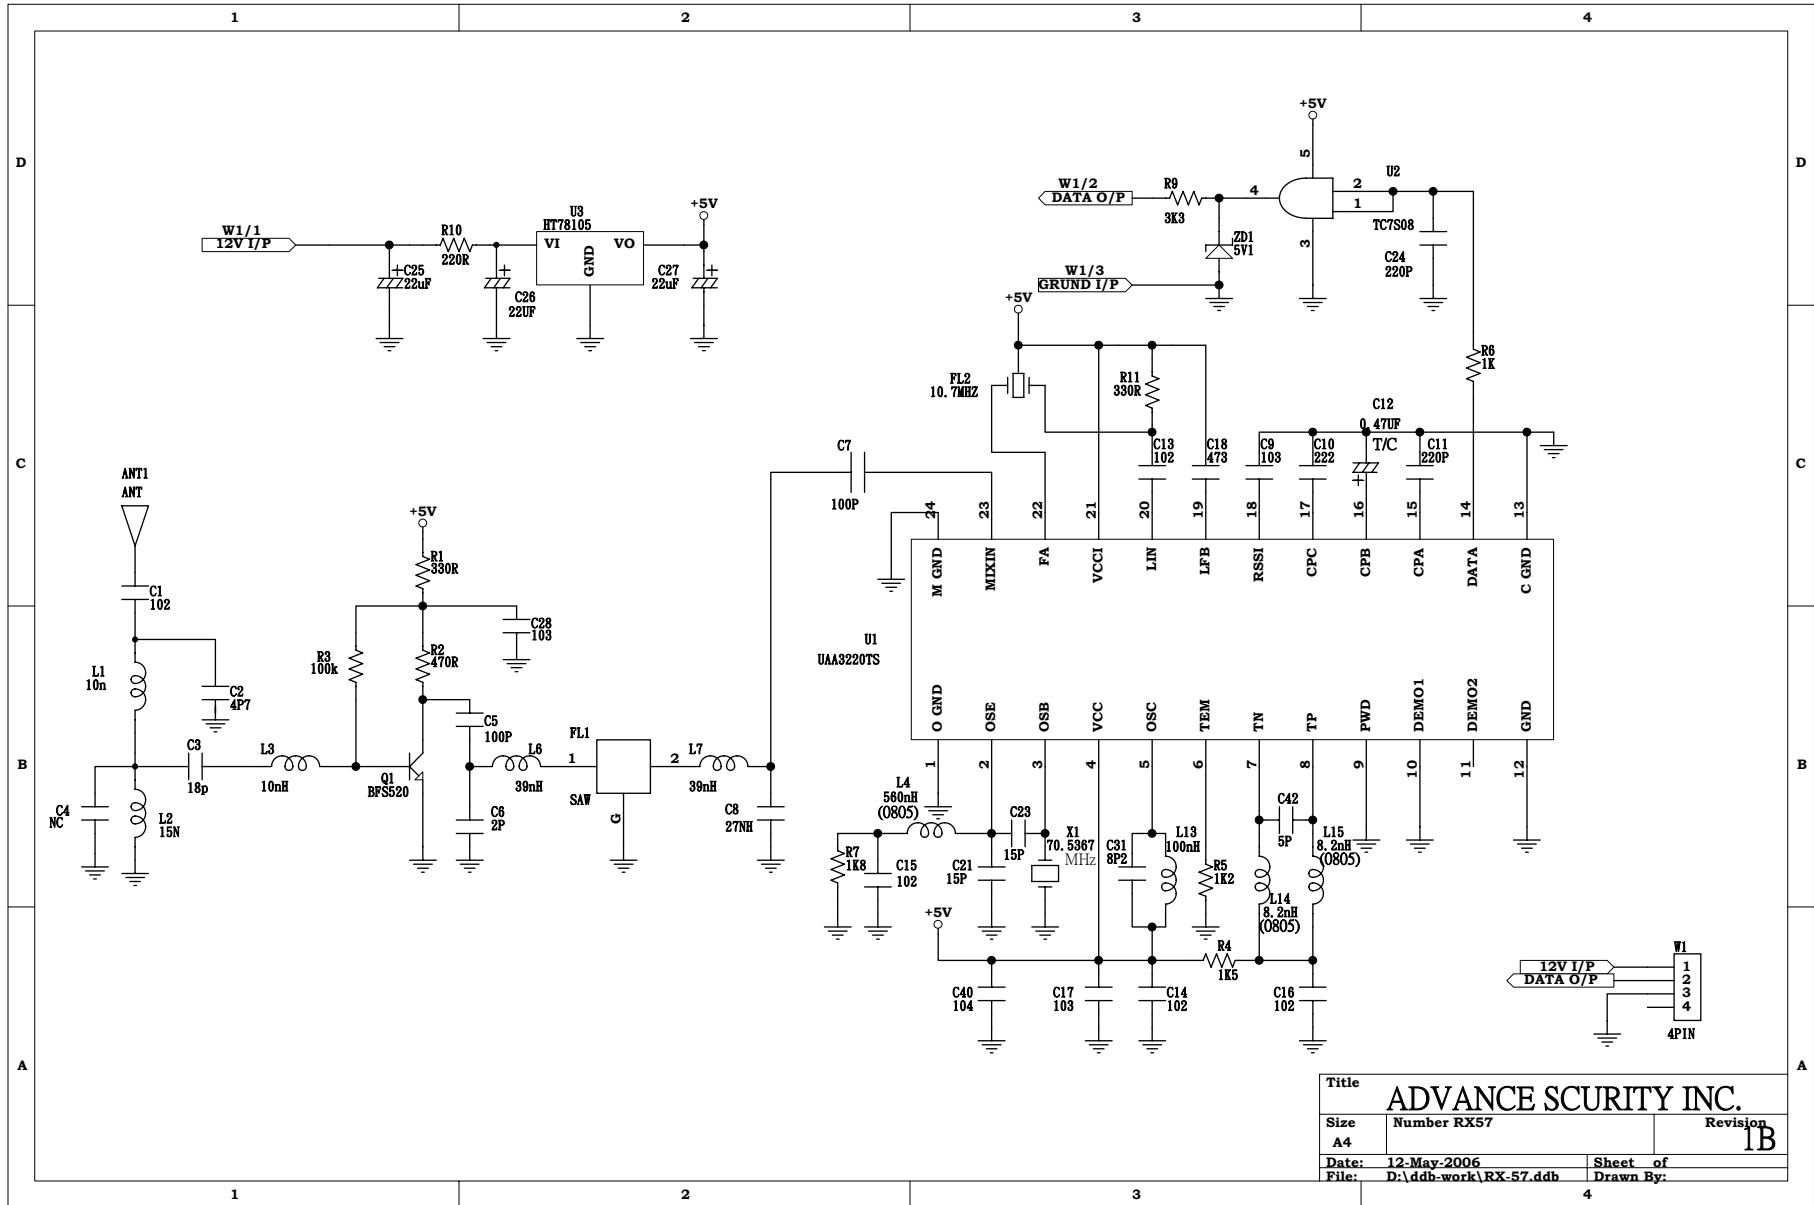 1
2
3
4
D
D
C
C
B
B
A
A
1
2
3
4
W1/1
12V I/P
R10
220R
C25
22uF
C26
22UF
U3
HT78105
VI
VO
GND
C27
22uF
+5V
+5V
5
U2
2
1
4
3
TC7S08
W1/2
DATA O/P
R9
3K3
ZD1
5V1
W1/3
GRUND I/P
C24
220P
+5V
FL2
10.7MHZ
R11
330R
R6
1K
C13
102
C18
473
C9
103
C10
222
C12
0.47UF
T/C
C11
220P
C7
100P
ANT1
ANT
C1
102
L1
10n
C2
4P7
C3
18p
L3
10nH
C4
NC
L2
15N
+5V
R1
330R
C28
103
R3
100k
R2
470R
C5
100P
Q1
BFS520
L6
39nH
C6
2P
FL1
1
2
SAW
G
L7
39nH
C8
27NH
24
23
22
21
20
19
18
17
16
15
14
13
M GND
MIXIN
FA
VCCI
LIN
LFB
RSSI
CPC
CPB
CPA
DATA
C GND
U1
UAA3220TS
O GND
OSE
OSB
VCC
OSC
TEM
TN
TP
PWD
DEMO1
DEMO2
GND
1
2
3
4
5
6
7
8
9
10
11
12
L4
560nH
(0805)
C23
15P
R7
1K8
C15
102
C21
15P
X1
70.5367
MHz
C31
8P2
L13
100nH
R5
1K2
C42
5P
L15
8.2nH
(0805)
L14
8.2nH
(0805)
+5V
R4
1K5
C40
104
C17
103
C14
102
C16
102
W1
12V I/P
DATA O/P
1
2
3
4
4PIN
Title
ADVANCE SCURITY INC.
Size
A4
Number RX57
Revision
1B
Date: 12-May-2006
Sheet of
File: D:\ddb-work\RX-57.ddb
Drawn By: